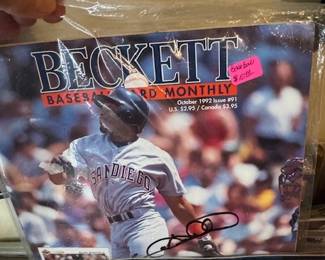 BECKETT
BASEBALL CARD MONTHLY
October 1992 Issue #91
U.S. $2.95 / Canada $3.95
SAN DIEGO